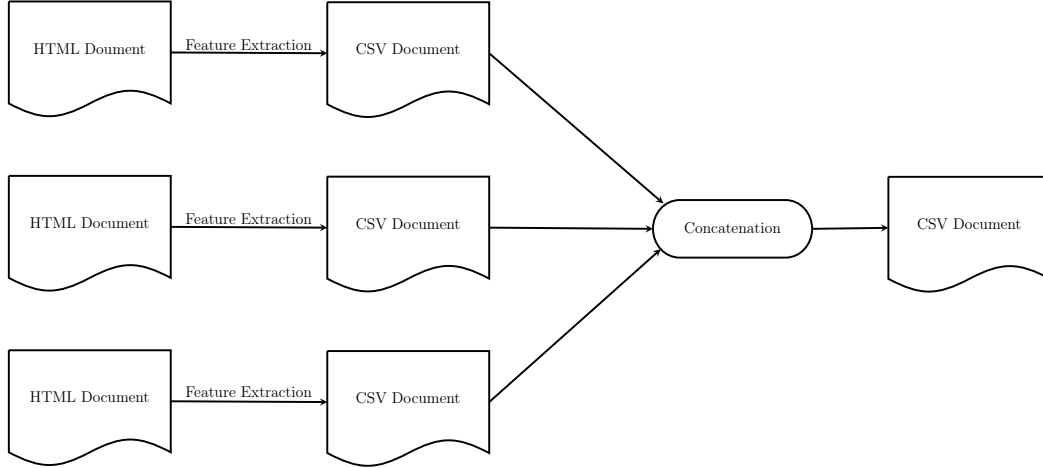 HTML Doument
Feature Extraction
CSV Document
HTML Document
Feature Extraction
CSV Document
Concatenation
CSV Document
HTML Document
Feature Extraction
CSV Document